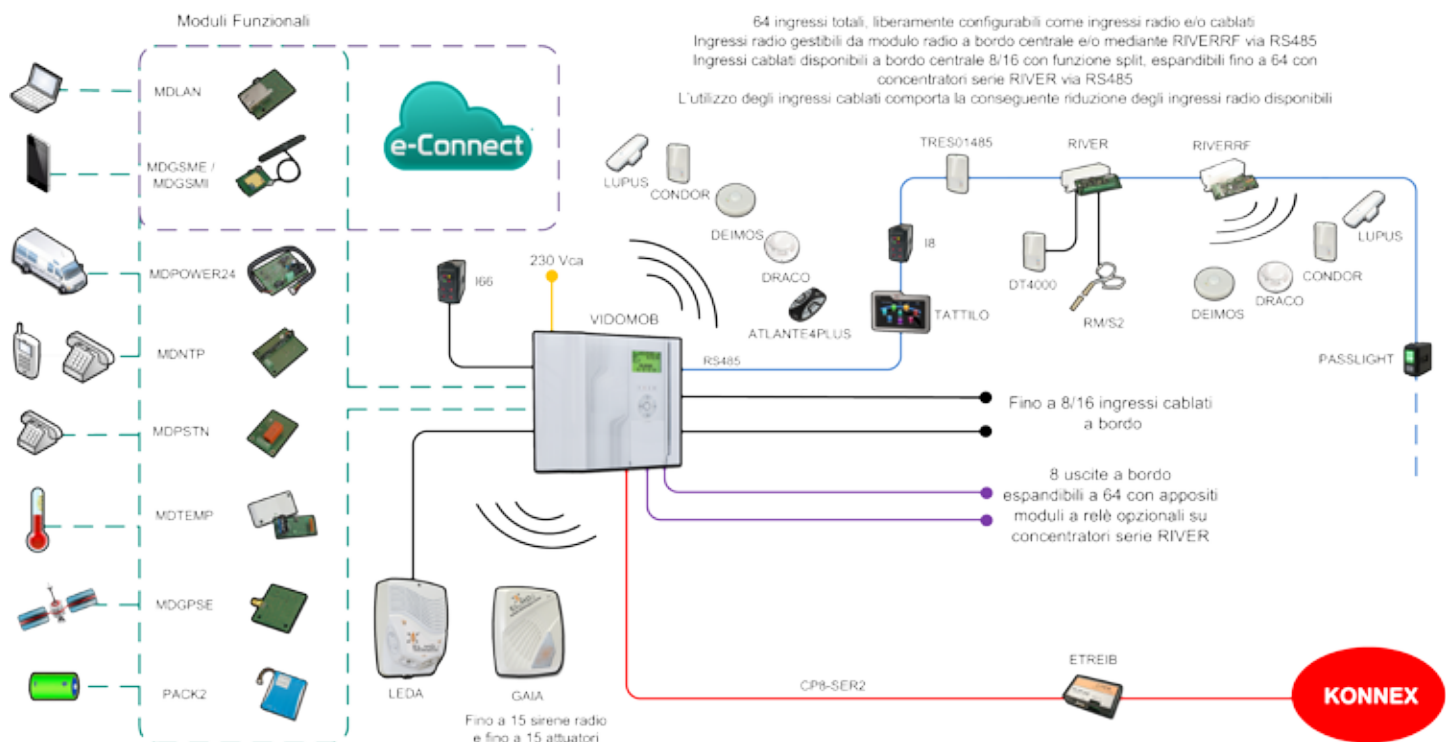 Moduli Funzionali
64 ingressi totali, liberamente configurabili come ingressi radio e/o cablati
Ingressi radio gestibili da modulo radio a bordo centrale e/o mediante RIVERRF via RS485
Ingressi cablati disponibili a bordo centrale 8/16 con funzione split, espandibili fino a 64 con
concentratori serie RIVER via RS485
L'utilizzo degli ingressi cablati comporta la conseguente riduzione degli ingressi radio disponibili
MDLAN
MDGSME /
MDGSMI
MDPOWER24
MDNTP
MDPSTN
MDTEMP
MDGPSE
PACK2
e-Connect
I66
230 Vca
VIDOMOB
RS485
LUPUS
CONDOR
DEIMOS
DRACO
ATLANTE4PLUS
TATTILO
I8
TRES01485
RIVER
RIVERRF
DT4000
RM/S2
LUPUS
CONDOR
DRACO
DEIMOS
PASSLIGHT
Fino a 8/16 ingressi cablati
a bordo
8 uscite a bordo
espandibili a 64 con appositi
moduli a relè opzionali su
concentratori serie RIVER
LEDA
GAIA
Fino a 15 sirene radio
e fino a 15 attuatori
CP8-SER2
ETREIB
KONNEX